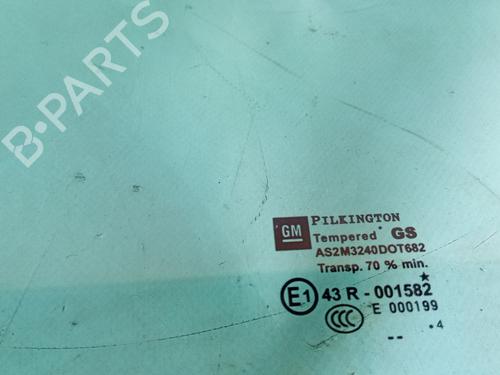 B-PARTS
GM PILKINGTON
Tempered GS
AS2M3240DOT682
Transp. 70 % min.
E1 43 R - 001582
CCC E 000199
-- . 4